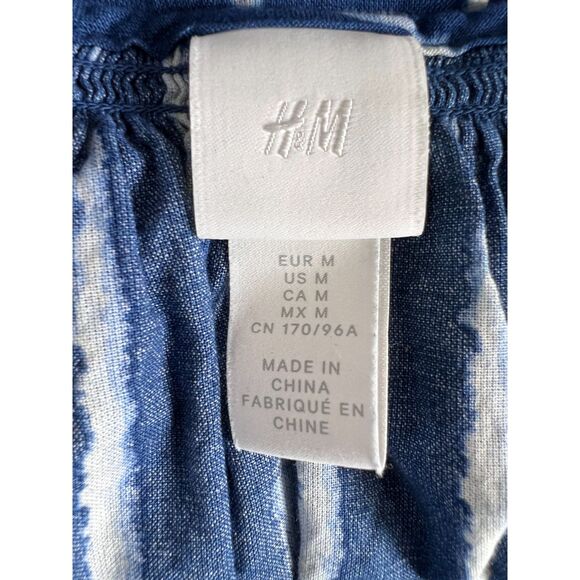 H&M
EUR M
US M
CA M
MX M
CN 170/96A
MADE IN
CHINA
FABRIQUÉ EN
CHINE